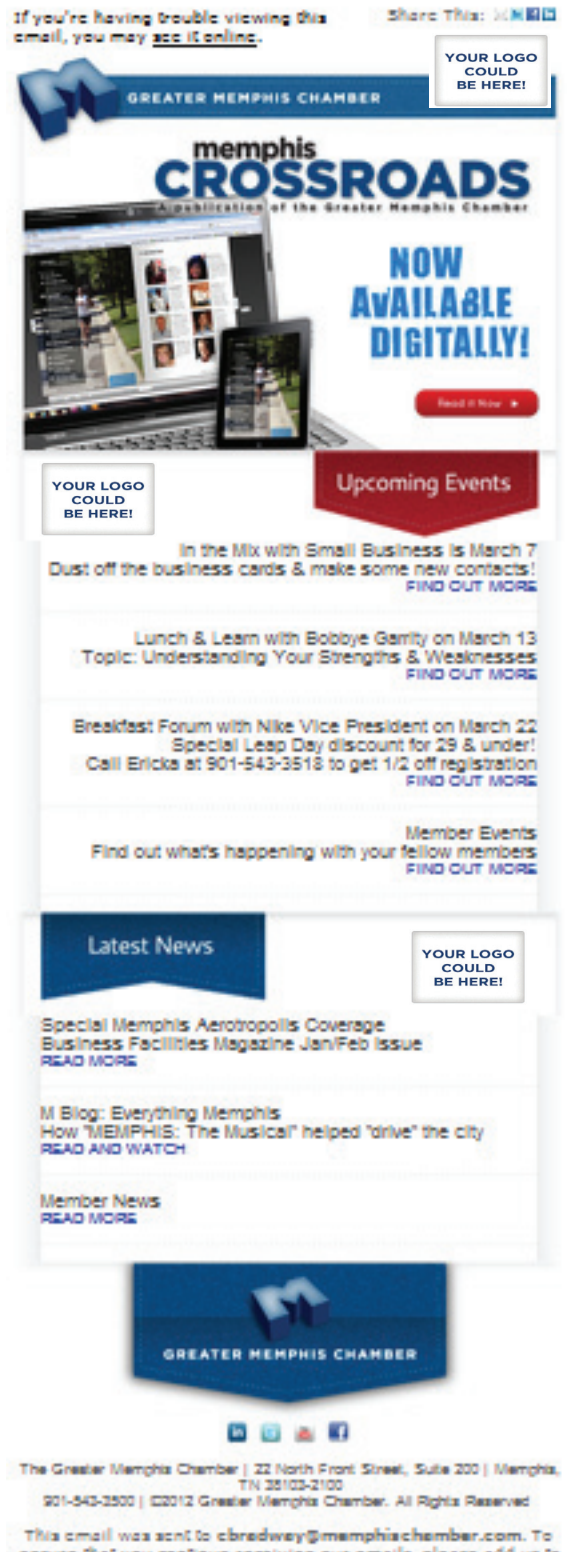 If you're having trouble viewing this
email, you may see it online.
Share This:
YOUR LOGO
COULD
BE HERE!
GREATER MEMPHIS CHAMBER
memphis
CROSSROADS
A publication of the Greater Memphis Chamber
NOW
AVAILABLE
DIGITALLY!
Read it Now
YOUR LOGO
COULD
BE HERE!
Upcoming Events
In the Mix with Small Business is March 7
Dust off the business cards & make some new contacts!
FIND OUT MORE
Lunch & Learn with Bobbye Garrity on March 13
Topic: Understanding Your Strengths & Weaknesses
FIND OUT MORE
Breakfast Forum with Nike Vice President on March 22
Special Leap Day discount for 29 & under!
Call Ericka at 901-543-3518 to get 1/2 off registration
FIND OUT MORE
Member Events
Find out what's happening with your fellow members
FIND OUT MORE
Latest News
YOUR LOGO
COULD
BE HERE!
Special Memphis Aerotropolis Coverage
Business Facilities Magazine Jan/Feb Issue
READ MORE
M Blog: Everything Memphis
How "MEMPHIS: The Musical" helped "drive" the city
READ AND WATCH
Member News
READ MORE
GREATER MEMPHIS CHAMBER
The Greater Memphis Chamber | 22 North Front Street, Suite 200 | Memphis,
TN 38103-2100
901-543-3500 | ©2012 Greater Memphis Chamber. All Rights Reserved
This email was sent to cbradway@memphischamber.com. To